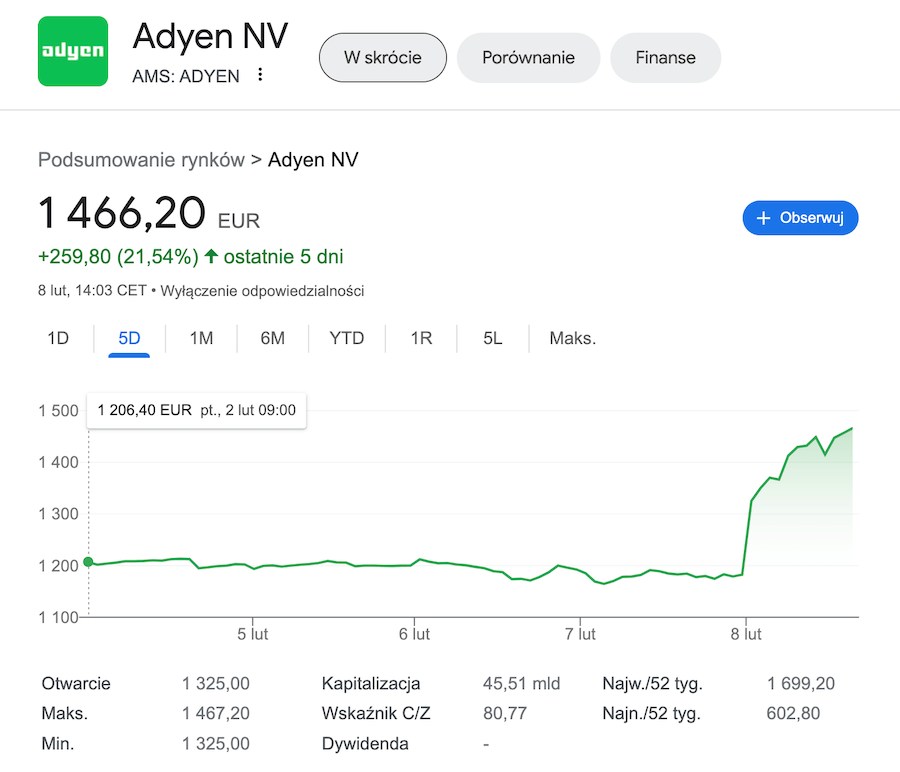 adyen
Adyen NV
AMS: ADYEN
W skrócie
Porównanie
Finanse
Podsumowanie rynków > Adyen NV
1 466,20 EUR
+ Obserwuj
+259,80 (21,54%) ↑ ostatnie 5 dni
8 lut, 14:03 CET • Wyłączenie odpowiedzialności
1D 5D 1M 6M YTD 1R 5L Maks.
1 206,40 EUR pt., 2 lut 09:00
1 500
1 400
1 300
1 200
1 100
5 lut 6 lut 7 lut 8 lut
Otwarcie 1 325,00 Kapitalizacja 45,51 mld Najw./52 tyg. 1 699,20
Maks. 1 467,20 Wskaźnik C/Z 80,77 Najn./52 tyg. 602,80
Min. 1 325,00 Dywidenda -